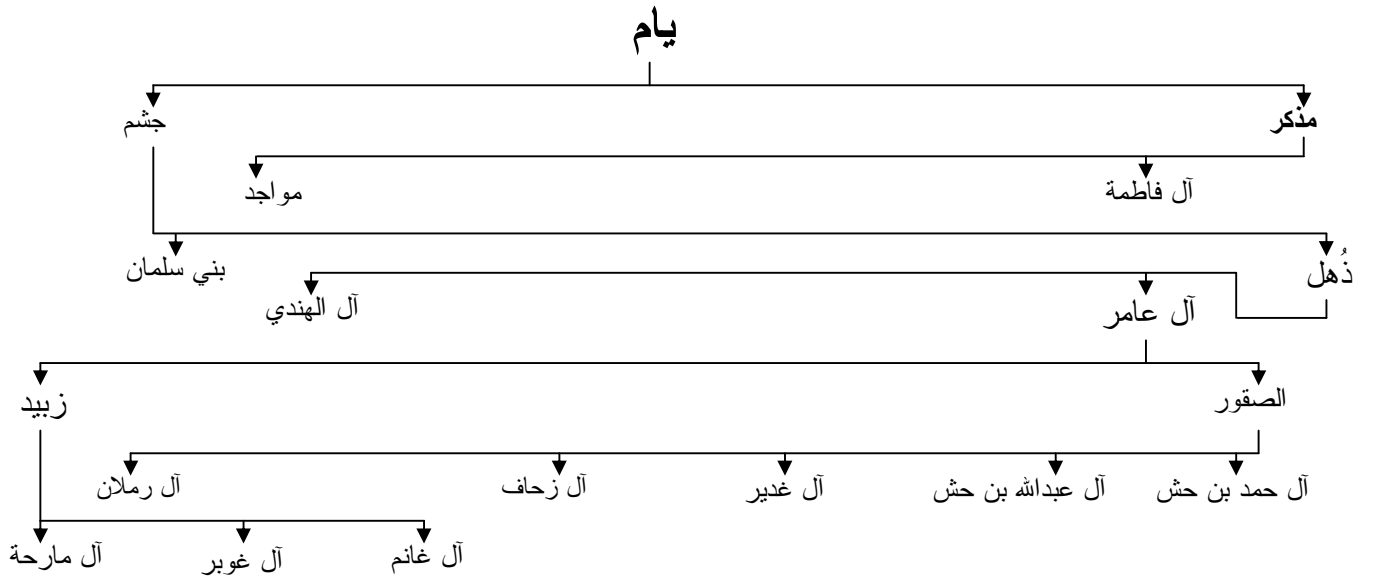 يام
مذكر جشم
آل فاطمة مواجد
ذُهل بني سلمان
آل عامر آل الهندي
الصقور زبيد
آل حمد بن حش آل عبدالله بن حش آل غدير آل زحاف آل رملان
آل غانم آل غوبر آل مارحة